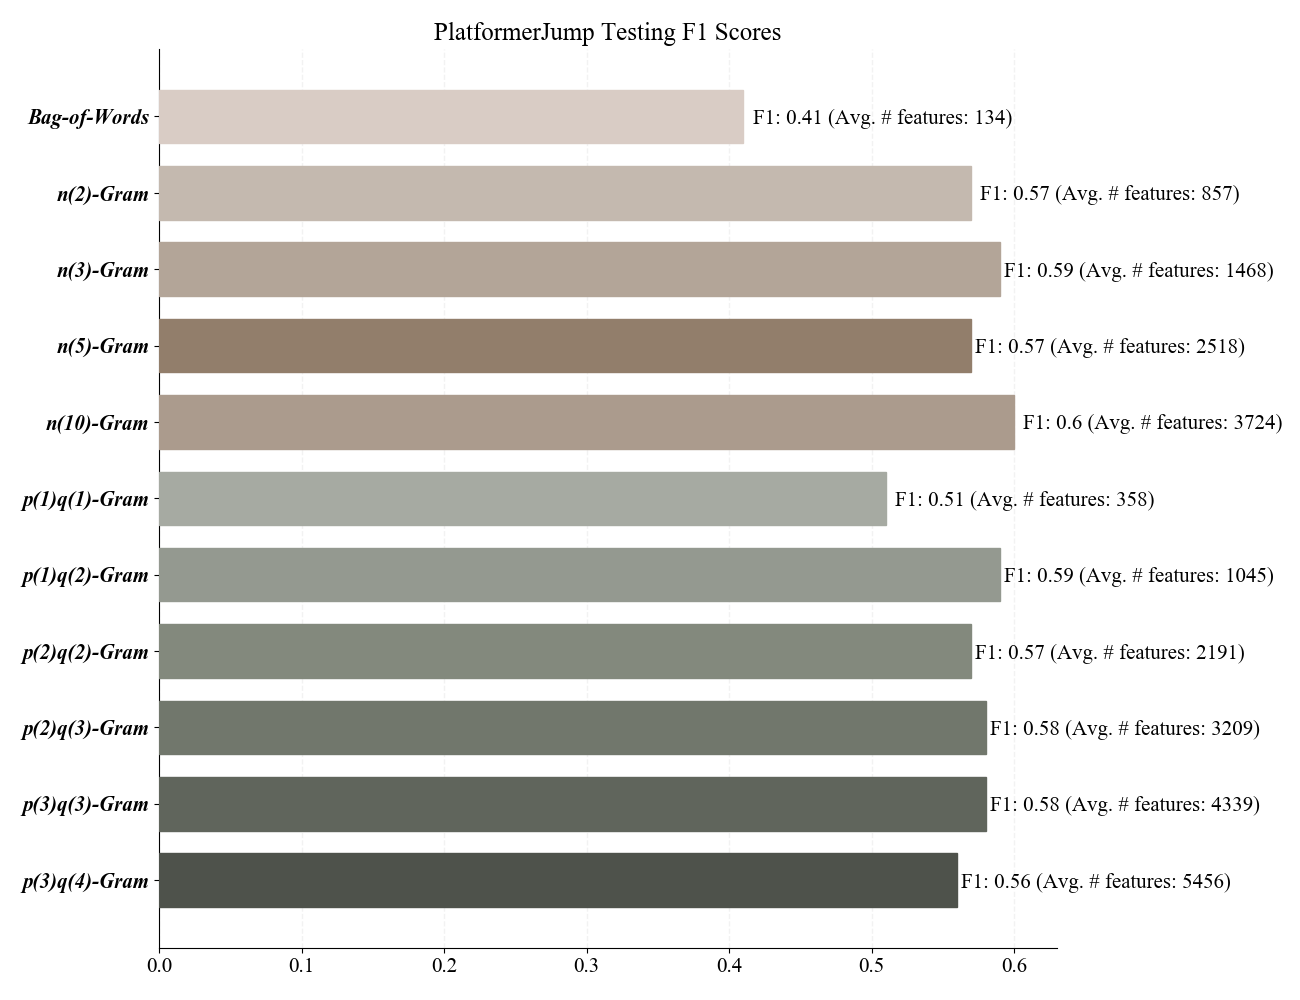 PlatformerJump Testing F1 Scores
Bag-of-Words F1: 0.41 (Avg. # features: 134)
n(2)-Gram F1: 0.57 (Avg. # features: 857)
n(3)-Gram F1: 0.59 (Avg. # features: 1468)
n(5)-Gram F1: 0.57 (Avg. # features: 2518)
n(10)-Gram F1: 0.6 (Avg. # features: 3724)
p(1)q(1)-Gram F1: 0.51 (Avg. # features: 358)
p(1)q(2)-Gram F1: 0.59 (Avg. # features: 1045)
p(2)q(2)-Gram F1: 0.57 (Avg. # features: 2191)
p(2)q(3)-Gram F1: 0.58 (Avg. # features: 3209)
p(3)q(3)-Gram F1: 0.58 (Avg. # features: 4339)
p(3)q(4)-Gram F1: 0.56 (Avg. # features: 5456)
0.0 0.1 0.2 0.3 0.4 0.5 0.6